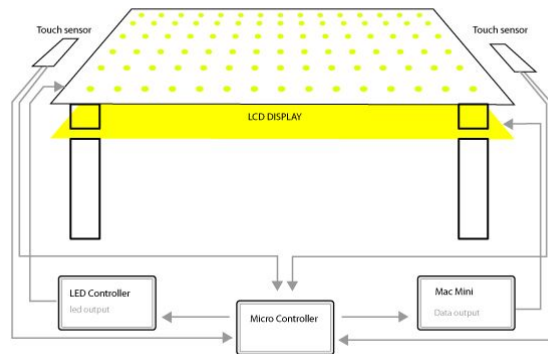 Touch sensor
Touch sensor
LCD DISPLAY
LED Controller
led output
Micro Controller
Mac Mini
Data output